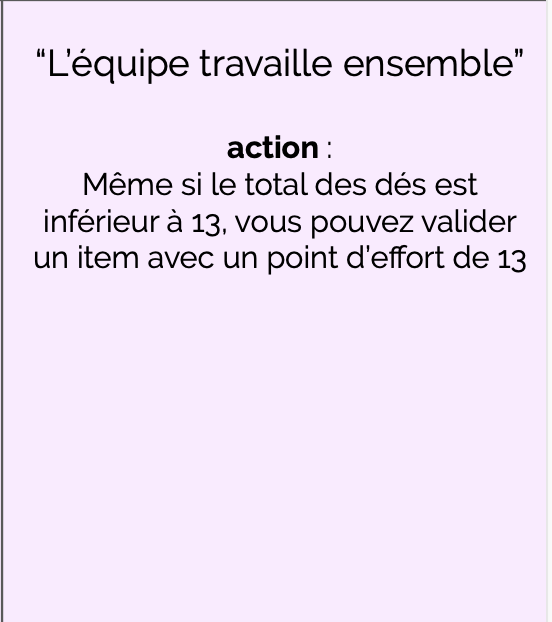 “L’équipe travaille ensemble”
action :
Même si le total des dés est
inférieur à 13, vous pouvez valider
un item avec un point d’effort de 13